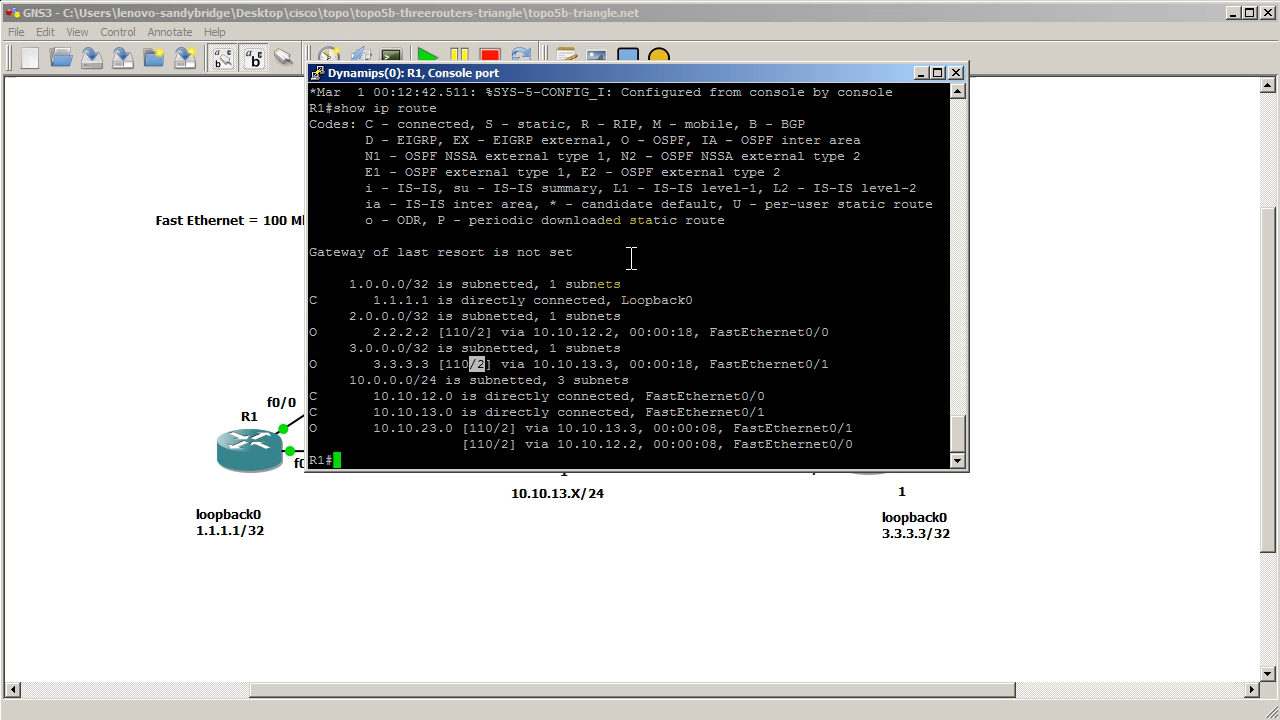 GNS3 - C:\Users\lenovo-sandybridge\Desktop\cisco\topo\topo5b-threerouters-triangle\topo5b-triangle.net
File Edit View Control Annotate Help
Dynamips(0): R1, Console port
*Mar  1 00:12:42.511: %SYS-5-CONFIG_I: Configured from console by console
R1#show ip route
Codes: C - connected, S - static, R - RIP, M - mobile, B - BGP
       D - EIGRP, EX - EIGRP external, O - OSPF, IA - OSPF inter area
       N1 - OSPF NSSA external type 1, N2 - OSPF NSSA external type 2
       E1 - OSPF external type 1, E2 - OSPF external type 2
       i - IS-IS, su - IS-IS summary, L1 - IS-IS level-1, L2 - IS-IS level-2
       ia - IS-IS inter area, * - candidate default, U - per-user static route
       o - ODR, P - periodic downloaded static route
Gateway of last resort is not set
     1.0.0.0/32 is subnetted, 1 subnets
C       1.1.1.1 is directly connected, Loopback0
     2.0.0.0/32 is subnetted, 1 subnets
O       2.2.2.2 [110/2] via 10.10.12.2, 00:00:18, FastEthernet0/0
     3.0.0.0/32 is subnetted, 1 subnets
O       3.3.3.3 [110/2] via 10.10.13.3, 00:00:18, FastEthernet0/1
     10.0.0.0/24 is subnetted, 3 subnets
C       10.10.12.0 is directly connected, FastEthernet0/0
C       10.10.13.0 is directly connected, FastEthernet0/1
O       10.10.23.0 [110/2] via 10.10.13.3, 00:00:08, FastEthernet0/1
                   [110/2] via 10.10.12.2, 00:00:08, FastEthernet0/0
R1#
Fast Ethernet = 100
f0/0
R1
10.10.13.X/24
1
loopback0
1.1.1.1/32
loopback0
3.3.3.3/32